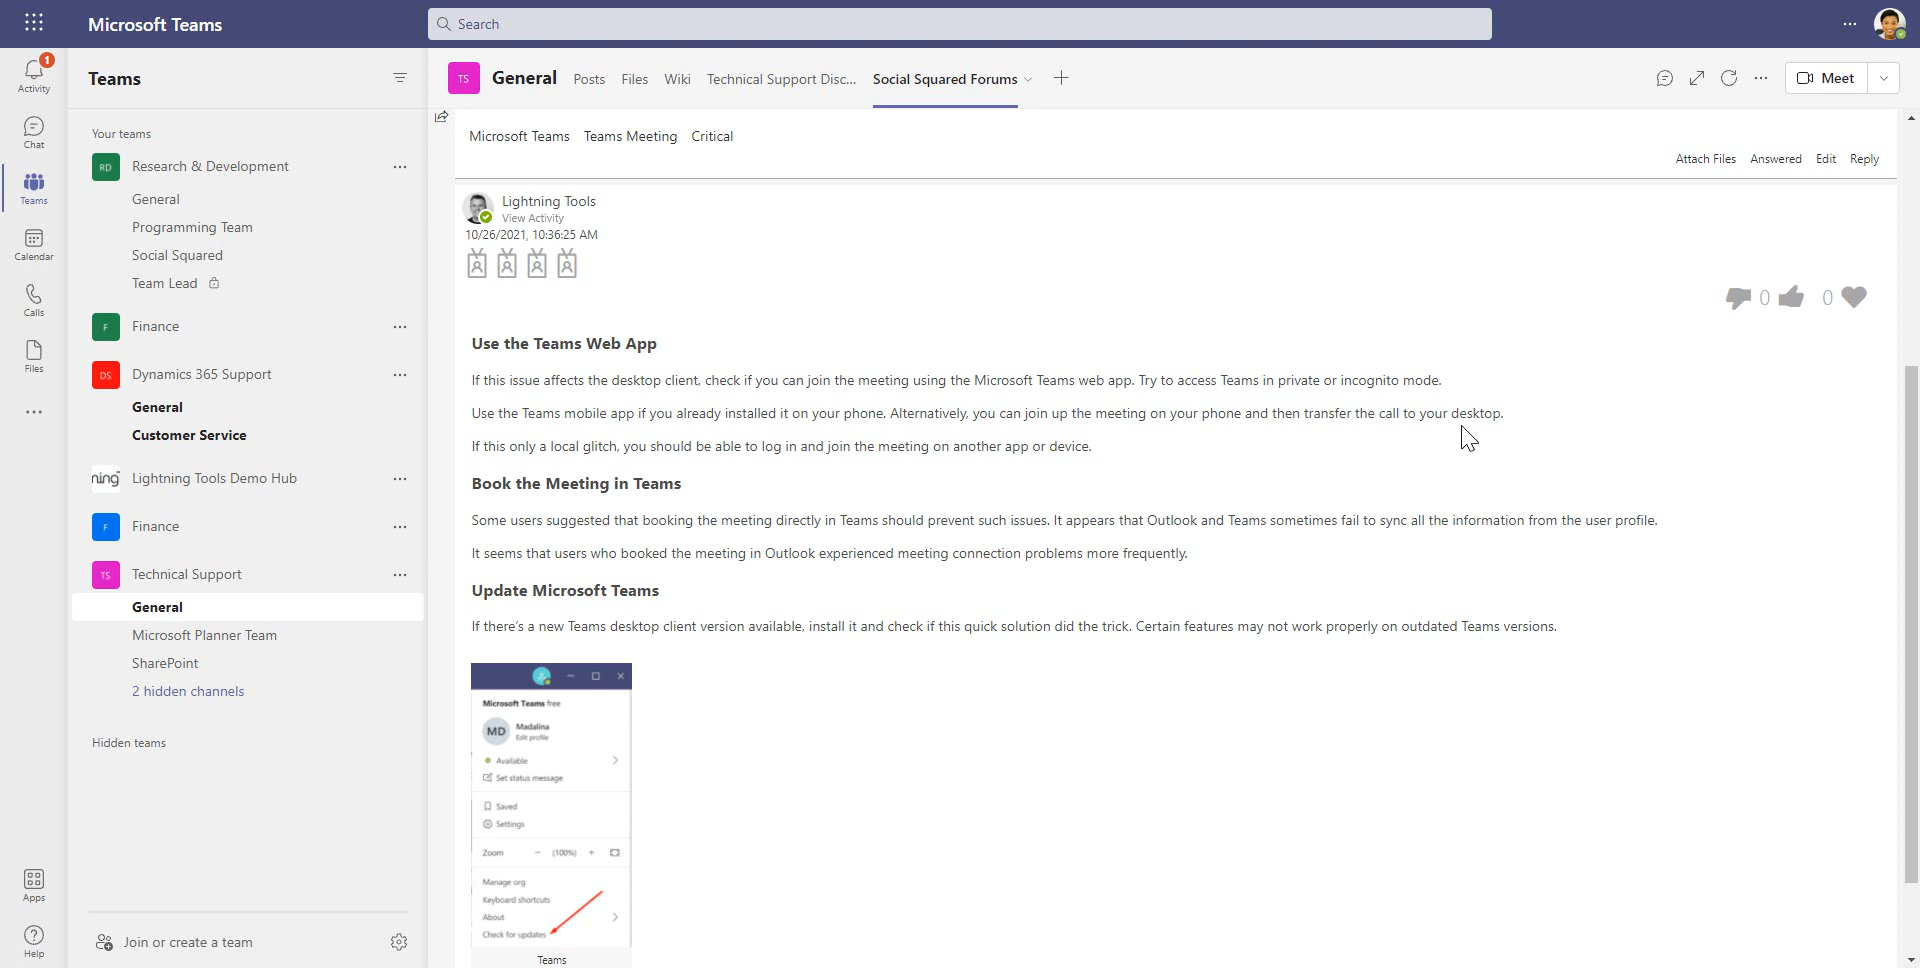 Microsoft Teams
Search
1
Activity
Chat
Teams
Calendar
Calls
Files
Apps
Help
Teams
Your teams
RD Research & Development
General
Programming Team
Social Squared
Team Lead
F Finance
DS Dynamics 365 Support
General
Customer Service
ning Lightning Tools Demo Hub
F Finance
TS Technical Support
General
Microsoft Planner Team
SharePoint
2 hidden channels
Hidden teams
Join or create a team
TS General Posts Files Wiki Technical Support Disc... Social Squared Forums
Meet
Microsoft Teams Teams Meeting Critical
Attach Files Answered Edit Reply
Lightning Tools
View Activity
10/26/2021, 10:36:25 AM
0 0
Use the Teams Web App
If this issue affects the desktop client, check if you can join the meeting using the Microsoft Teams web app. Try to access Teams in private or incognito mode.
Use the Teams mobile app if you already installed it on your phone. Alternatively, you can join up the meeting on your phone and then transfer the call to your desktop.
If this only a local glitch, you should be able to log in and join the meeting on another app or device.
Book the Meeting in Teams
Some users suggested that booking the meeting directly in Teams should prevent such issues. It appears that Outlook and Teams sometimes fail to sync all the information from the user profile.
It seems that users who booked the meeting in Outlook experienced meeting connection problems more frequently.
Update Microsoft Teams
If there's a new Teams desktop client version available, install it and check if this quick solution did the trick. Certain features may not work properly on outdated Teams versions.
Microsoft Teams free
MD Madalina
Edit profile
Available
Set status message
Saved
Settings
Zoom − (100%) +
Manage org
Keyboard shortcuts
About
Check for updates
Teams